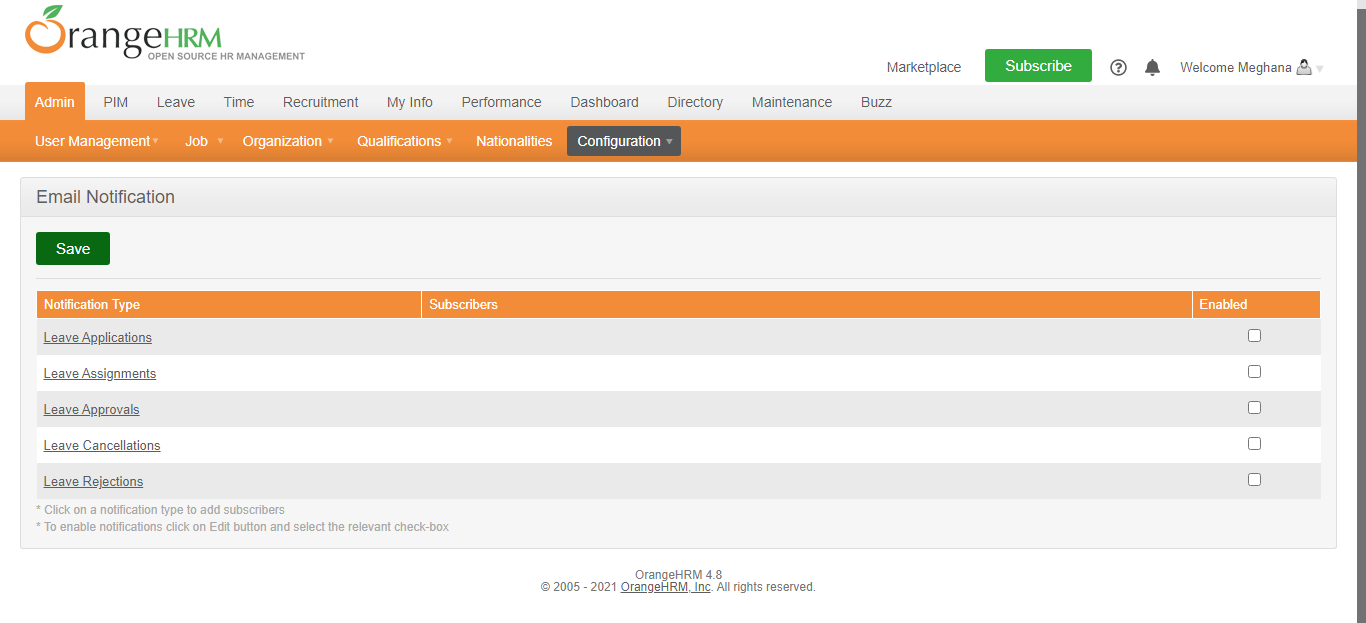 OrangeHRM
OPEN SOURCE HR MANAGEMENT
Marketplace Subscribe Welcome Meghana
Admin PIM Leave Time Recruitment My Info Performance Dashboard Directory Maintenance Buzz
User Management Job Organization Qualifications Nationalities Configuration
Email Notification
Save
Notification Type Subscribers Enabled
Leave Applications
Leave Assignments
Leave Approvals
Leave Cancellations
Leave Rejections
* Click on a notification type to add subscribers
* To enable notifications click on Edit button and select the relevant check-box
OrangeHRM 4.8
© 2005 - 2021 OrangeHRM, Inc. All rights reserved.